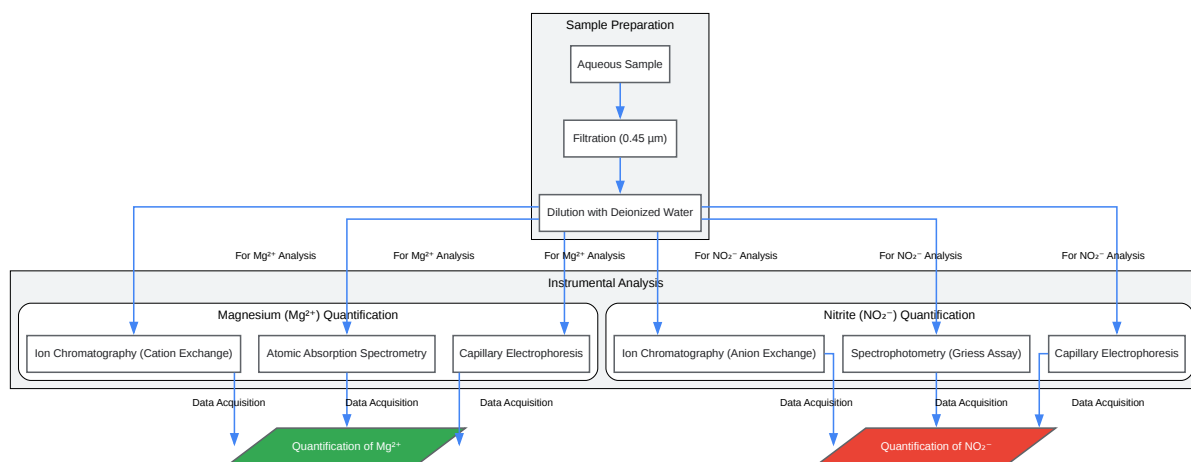 Sample Preparation
Aqueous Sample
Filtration (0.45 µm)
Dilution with Deionized Water
For Mg²⁺ Analysis
For Mg²⁺ Analysis
For Mg²⁺ Analysis
For NO₂⁻ Analysis
For NO₂⁻ Analysis
For NO₂⁻ Analysis
Instrumental Analysis
Magnesium (Mg²⁺) Quantification
Nitrite (NO₂⁻) Quantification
Ion Chromatography (Cation Exchange)
Atomic Absorption Spectrometry
Capillary Electrophoresis
Ion Chromatography (Anion Exchange)
Spectrophotometry (Griess Assay)
Capillary Electrophoresis
Data Acquisition
Data Acquisition
Data Acquisition
Data Acquisition
Data Acquisition
Data Acquisition
Quantification of Mg²⁺
Quantification of NO₂⁻